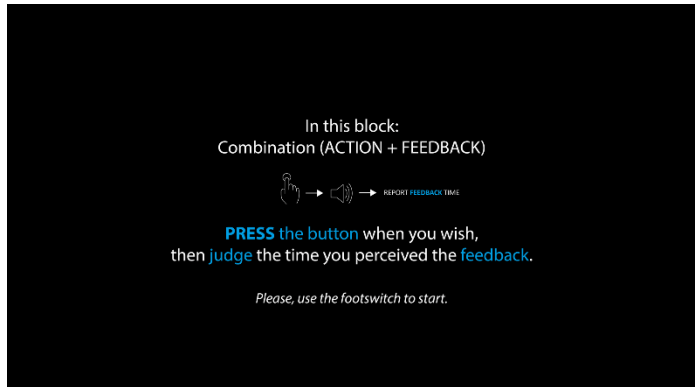 In this block:
Combination (ACTION + FEEDBACK)
REPORT FEEDBACK TIME
PRESS the button when you wish,
then judge the time you perceived the feedback.
Please, use the footswitch to start.